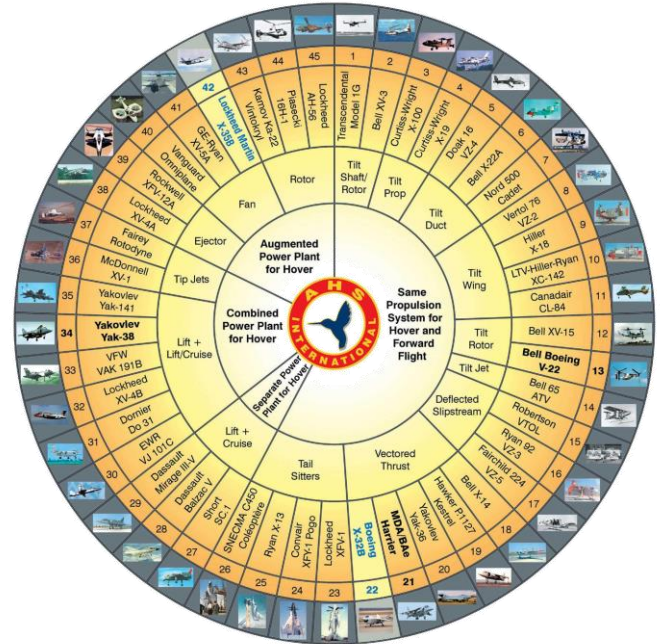 AHS
INTERNATIONAL
Same
Propulsion
System for
Hover and
Forward
Flight
Separate Power
Plant for Hover
Combined
Power Plant
for Hover
Augmented
Power Plant
for Hover
Tilt
Shaft/
Rotor
Tilt
Prop
Tilt
Duct
Tilt
Wing
Tilt
Rotor
Tilt Jet
Deflected
Slipstream
Vectored
Thrust
Tail
Sitters
Lift +
Cruise
Lift +
Lift/Cruise
Tip Jets
Ejector
Fan
Rotor
1
Transcendental
Model 1G
2
Bell XV-3
3
Curtiss-Wright
X-100
4
Curtiss-Wright
X-19
5
Doak 16
VZ-4
6
Bell X-22A
7
Nord 500
Cadet
8
Vertol 76
VZ-2
9
Hiller
X-18
10
LTV-Hiller-Ryan
XC-142
11
Canadair
CL-84
12
Bell XV-15
13
Bell Boeing
V-22
14
Bell 65
ATV
15
Robertson
VTOL
16
Ryan 92
VZ-3
17
Fairchild 224
VZ-5
18
Bell X-14
19
Hawker P.1127
Kestrel
20
Yakovlev
Yak-36
21
MDA/BAe
Harrier
22
Boeing
X-32B
23
Lockheed
XFV-1
24
Convair
XFY-1 Pogo
25
Ryan X-13
26
SNECMA C450
Coléoptère
27
Short
SC.1
28
Dassault
Balzac V
29
Dassault
Mirage III-V
30
EWR
VJ 101C
31
Dornier
Do 31
32
Lockheed
XV-4B
33
VFW
VAK 191B
34
Yakovlev
Yak-38
35
Yakovlev
Yak-141
36
McDonnell
XV-1
37
Fairey
Rotodyne
38
Lockheed
XV-4A
39
Rockwell
XFV-12A
40
Vanguard
Omniplane
41
GE-Ryan
XV-5A
42
Lockheed Martin
X-35B
43
Kamov Ka-22
Vintokryl
44
Piasecki
16H-1
45
Lockheed
AH-56